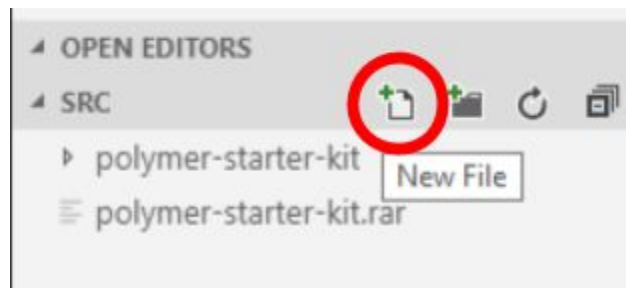 OPEN EDITORS
SRC
polymer-starter-kit
New File
polymer-starter-kit.rar